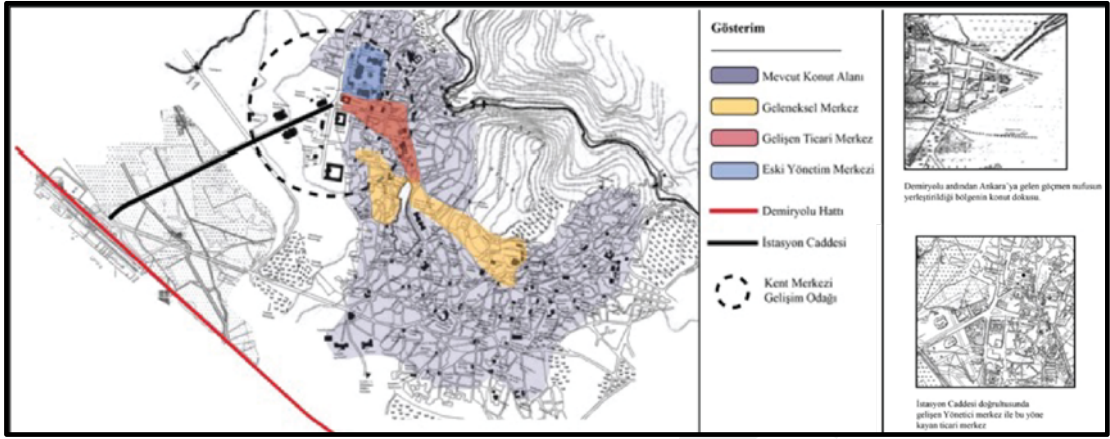 Gösterim
Mevcut Konut Alanı
Geleneksel Merkez
Gelişen Ticari Merkez
Eski Yönetim Merkezi
Demiryolu Hattı
İstasyon Caddesi
Kent Merkezi
Gelişim Odağı
Demiryolu ardından Ankara'ya gelen göçmen nufusun
yerleştirildiği bölgenin konut dokusu.
İstasyon Caddesi doğrultusunda
gelişen Yönetici merkez ile bu yöne
kayan ticari merkez